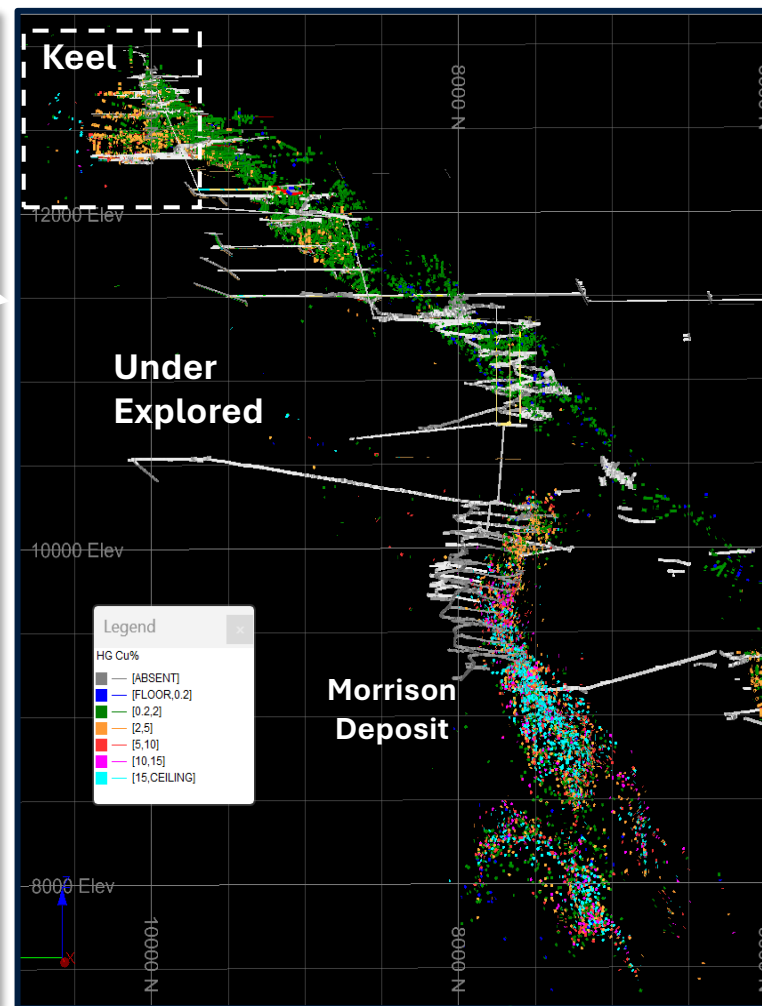 Keel
8000 N
12000 Elev
Under
Explored
10000 Elev
Legend
HG Cu%
[ABSENT]
[FLOOR,0.2]
[0.2,2]
[2,5]
[5,10]
[10,15]
[15,CEILING]
Morrison
Deposit
8000 Elev
10000 N
8000 N
X